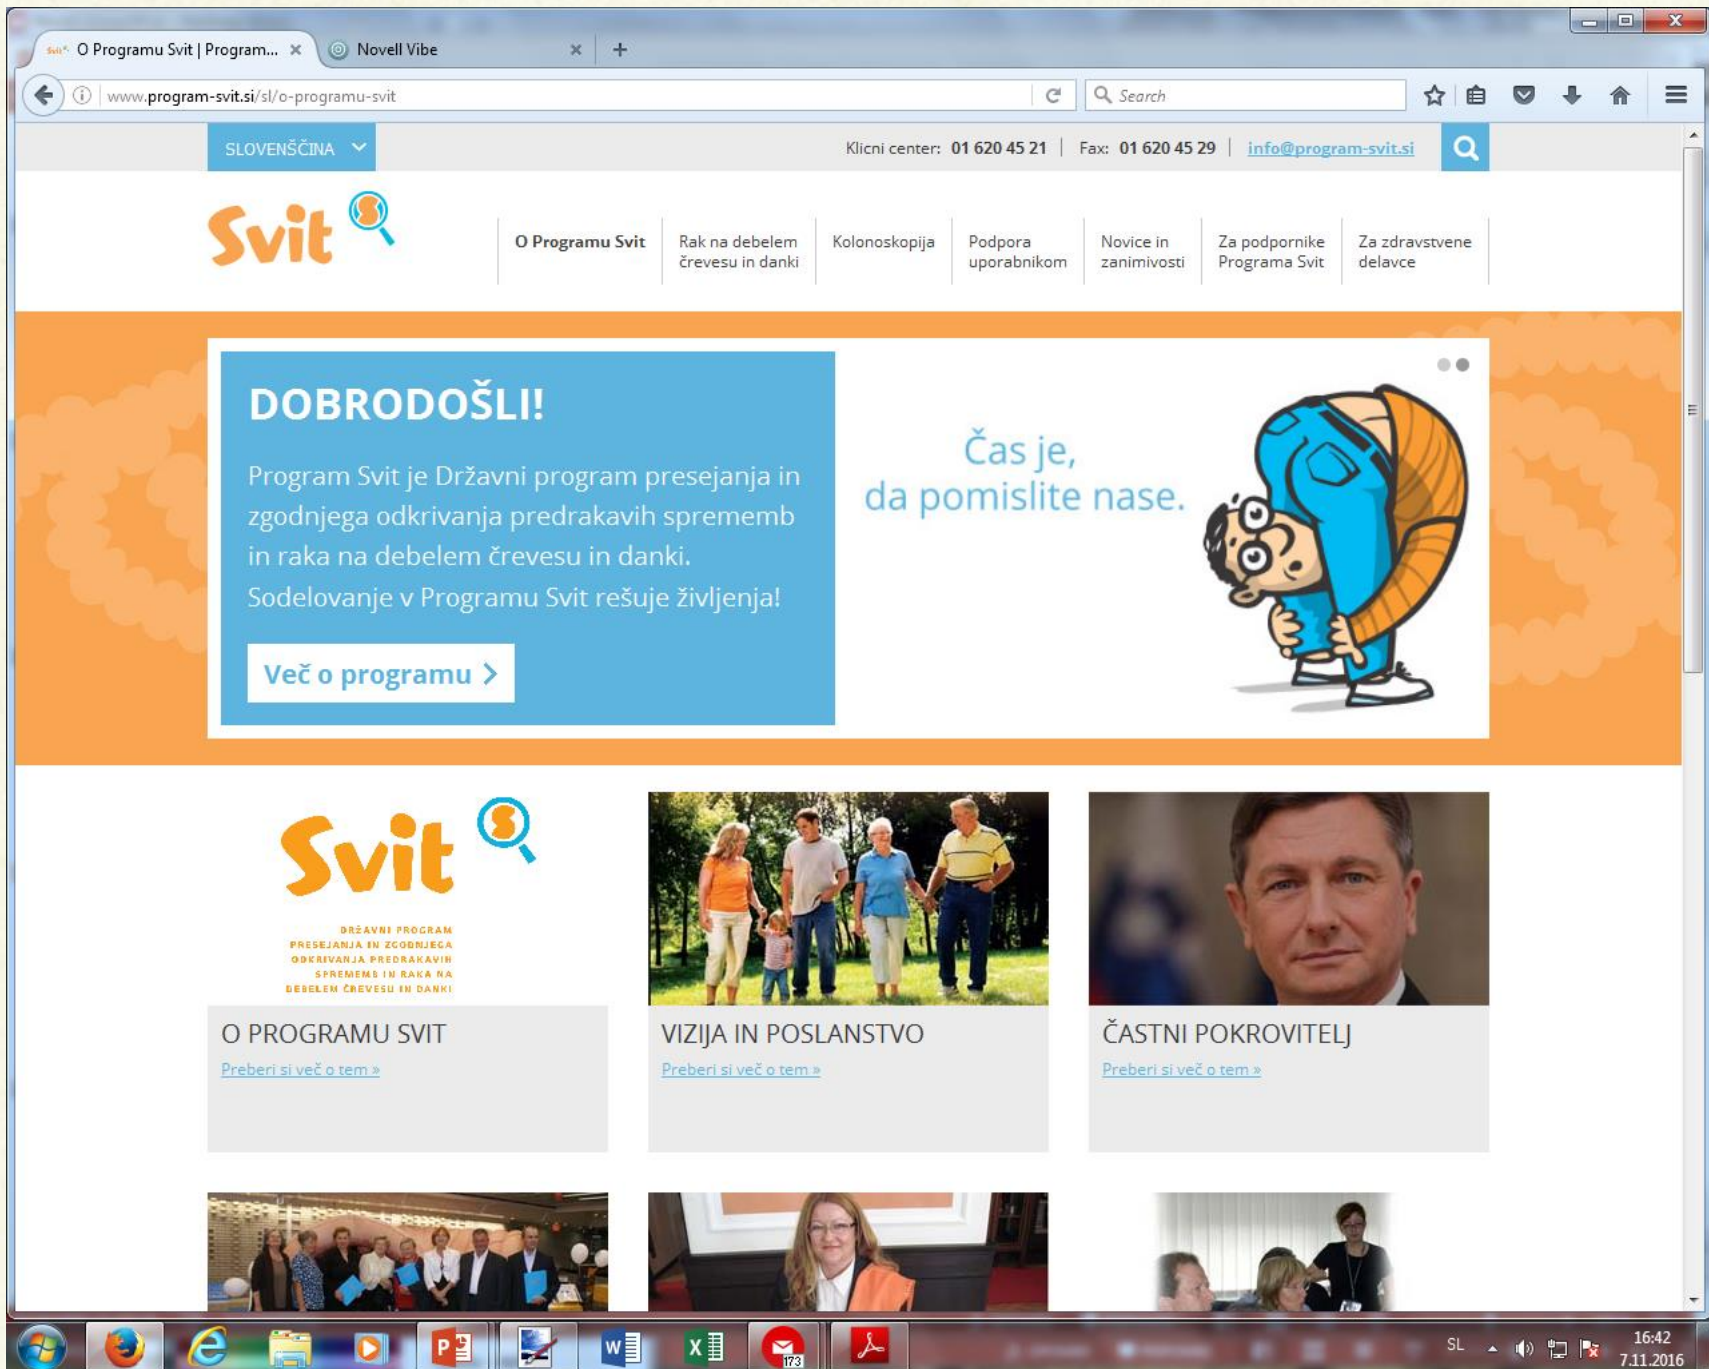 O Programu Svit | Program...
Novell Vibe
www.program-svit.si/sl/o-programu-svit
Search
SLOVENŠČINA
Klicni center: 01 620 45 21 | Fax: 01 620 45 29 | info@program-svit.si
Svit
O Programu Svit
Rak na debelem
črevesu in danki
Kolonoskopija
Podpora
uporabnikom
Novice in
zanimivosti
Za podpornike
Programa Svit
Za zdravstvene
delavce
DOBRODOŠLI!
Program Svit je Državni program presejanja in
zgodnjega odkrivanja predrakavih sprememb
in raka na debelem črevesu in danki.
Sodelovanje v Programu Svit rešuje življenja!
Več o programu >
Čas je,
da pomislite nase.
Svit
DRŽAVNI PROGRAM
PRESEJANJA IN ZGODNJEGA
ODKRIVANJA PREDRAKAVIH
SPREMEMB IN RAKA NA
DEBELEM ČREVESU IN DANKI
O PROGRAMU SVIT
Preberi si več o tem »
VIZIJA IN POSLANSTVO
Preberi si več o tem »
ČASTNI POKROVITELJ
Preberi si več o tem »
173
SL
16:42
7.11.2016